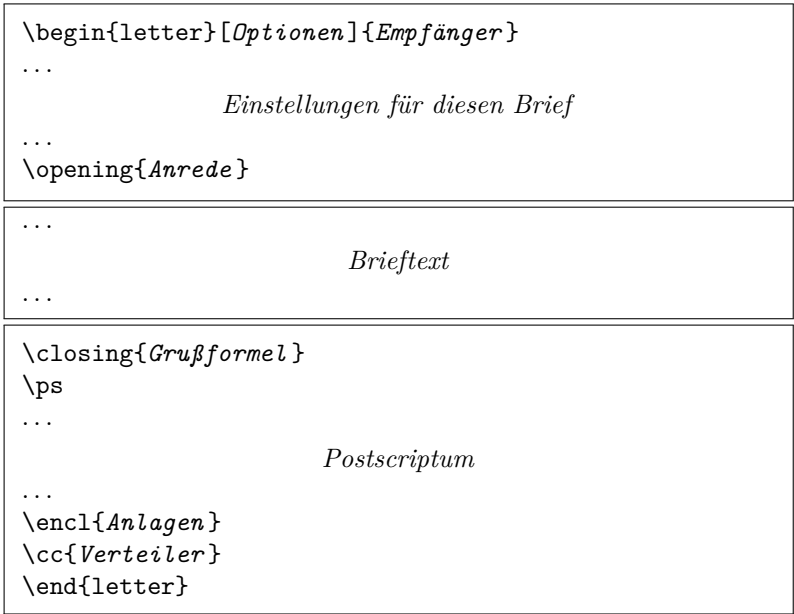 \begin{letter}[Optionen]{Empfänger}
...
Einstellungen für diesen Brief
...
\opening{Anrede}
...
Brieftext
...
\closing{Grußformel}
\ps
...
Postscriptum
...
\encl{Anlagen}
\cc{Verteiler}
\end{letter}